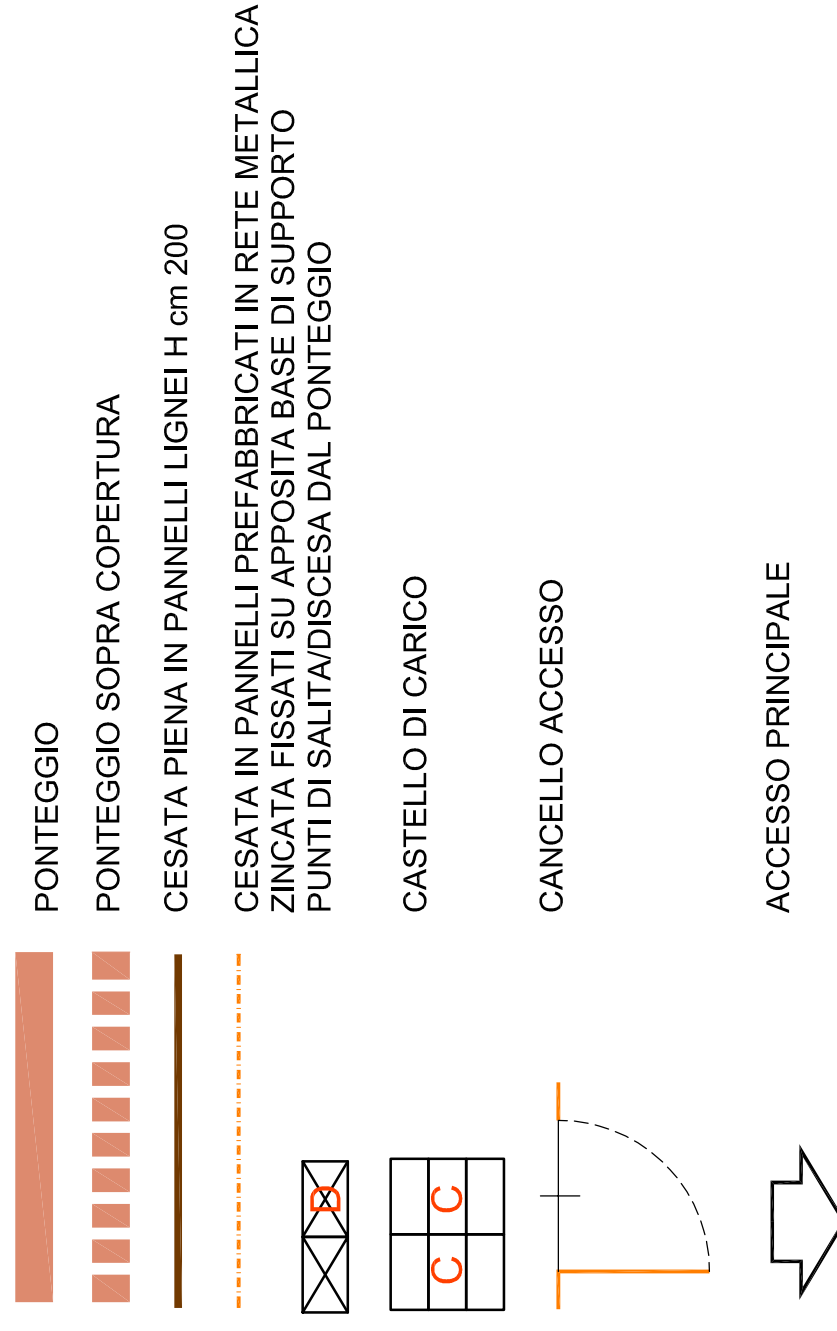 PONTEGGIO
PONTEGGIO SOPRA COPERTURA
CESATA PIENA IN PANNELLI LIGNEI H cm 200
CESATA IN PANNELLI PREFABBRICATI IN RETE METALLICA
ZINCATA FISSATI SU APPOSITA BASE DI SUPPORTO
D
PUNTI DI SALITA/DISCESA DAL PONTEGGIO
C C
CASTELLO DI CARICO
CANCELLO ACCESSO
ACCESSO PRINCIPALE